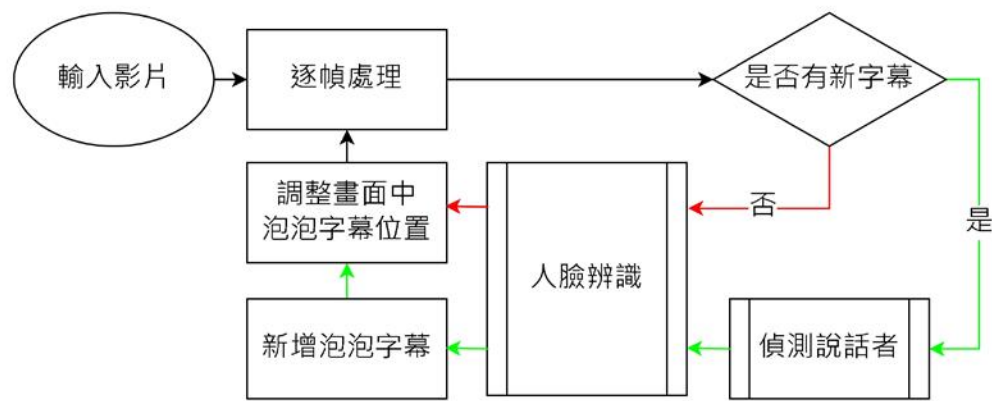 輸入影片
逐幀處理
是否有新字幕
調整畫面中
泡泡字幕位置
否
是
人臉辨識
新增泡泡字幕
偵測說話者